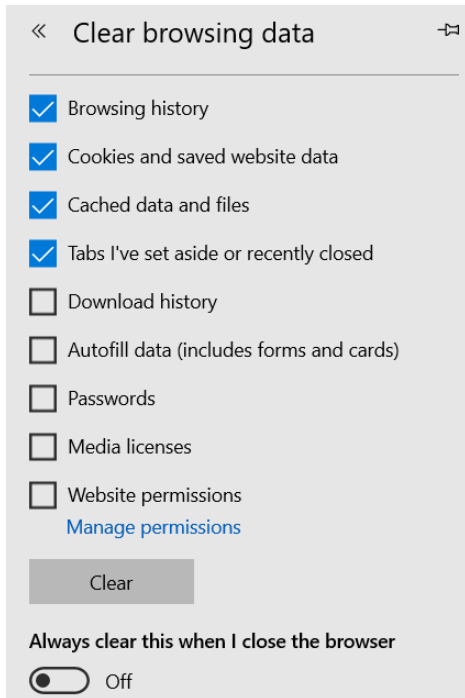 Clear browsing data
Browsing history
Cookies and saved website data
Cached data and files
Tabs I've set aside or recently closed
Download history
Autofill data (includes forms and cards)
Passwords
Media licenses
Website permissions
Manage permissions
Clear
Always clear this when I close the browser
Off